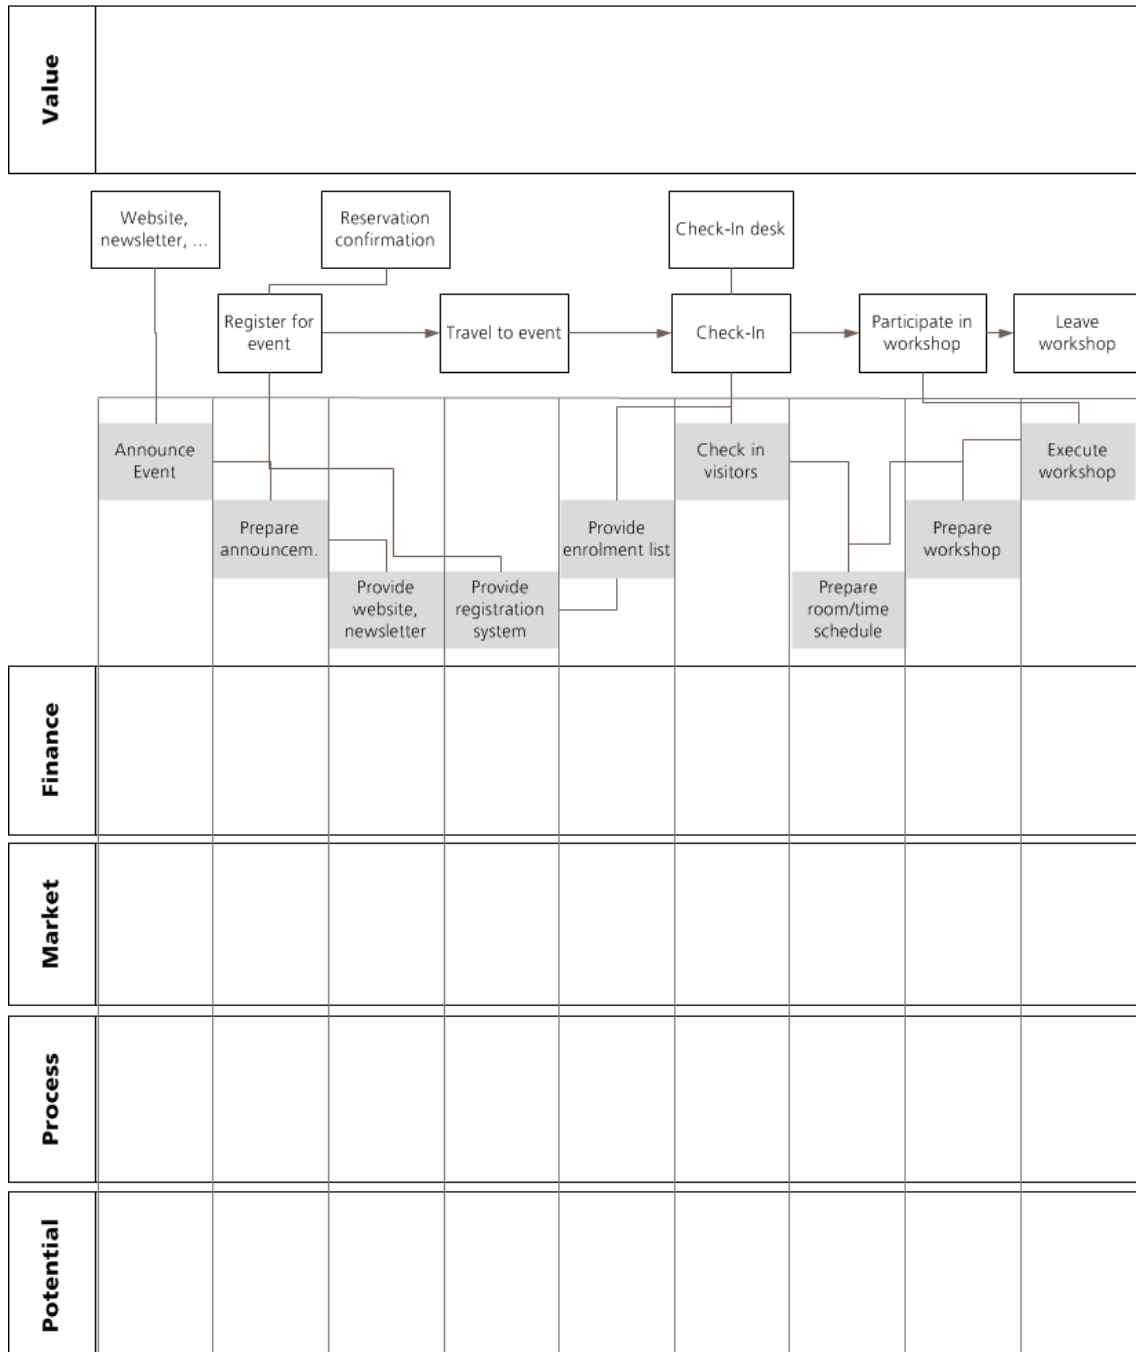 Value
Website,
newsletter, ...
Reservation
confirmation
Check-In desk
Register for
event
Travel to event
Check-In
Participate in
workshop
Leave
workshop
Announce
Event
Check in
visitors
Execute
workshop
Prepare
announcem.
Provide
enrolment list
Prepare
workshop
Provide
website,
newsletter
Provide
registration
system
Prepare
room/time
schedule
Finance
Market
Process
Potential